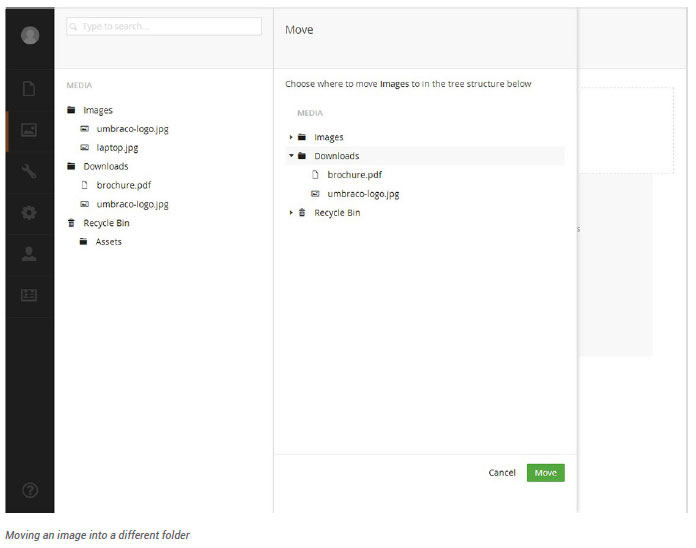 Type to search...
MEDIA
Images
umbraco-logo.jpg
laptop.jpg
Downloads
brochure.pdf
umbraco-logo.jpg
Recycle Bin
Assets
Move
Choose where to move Images to in the tree structure below
MEDIA
Images
Downloads
brochure.pdf
umbraco-logo.jpg
Recycle Bin
s
Cancel
Move
Moving an image into a different folder